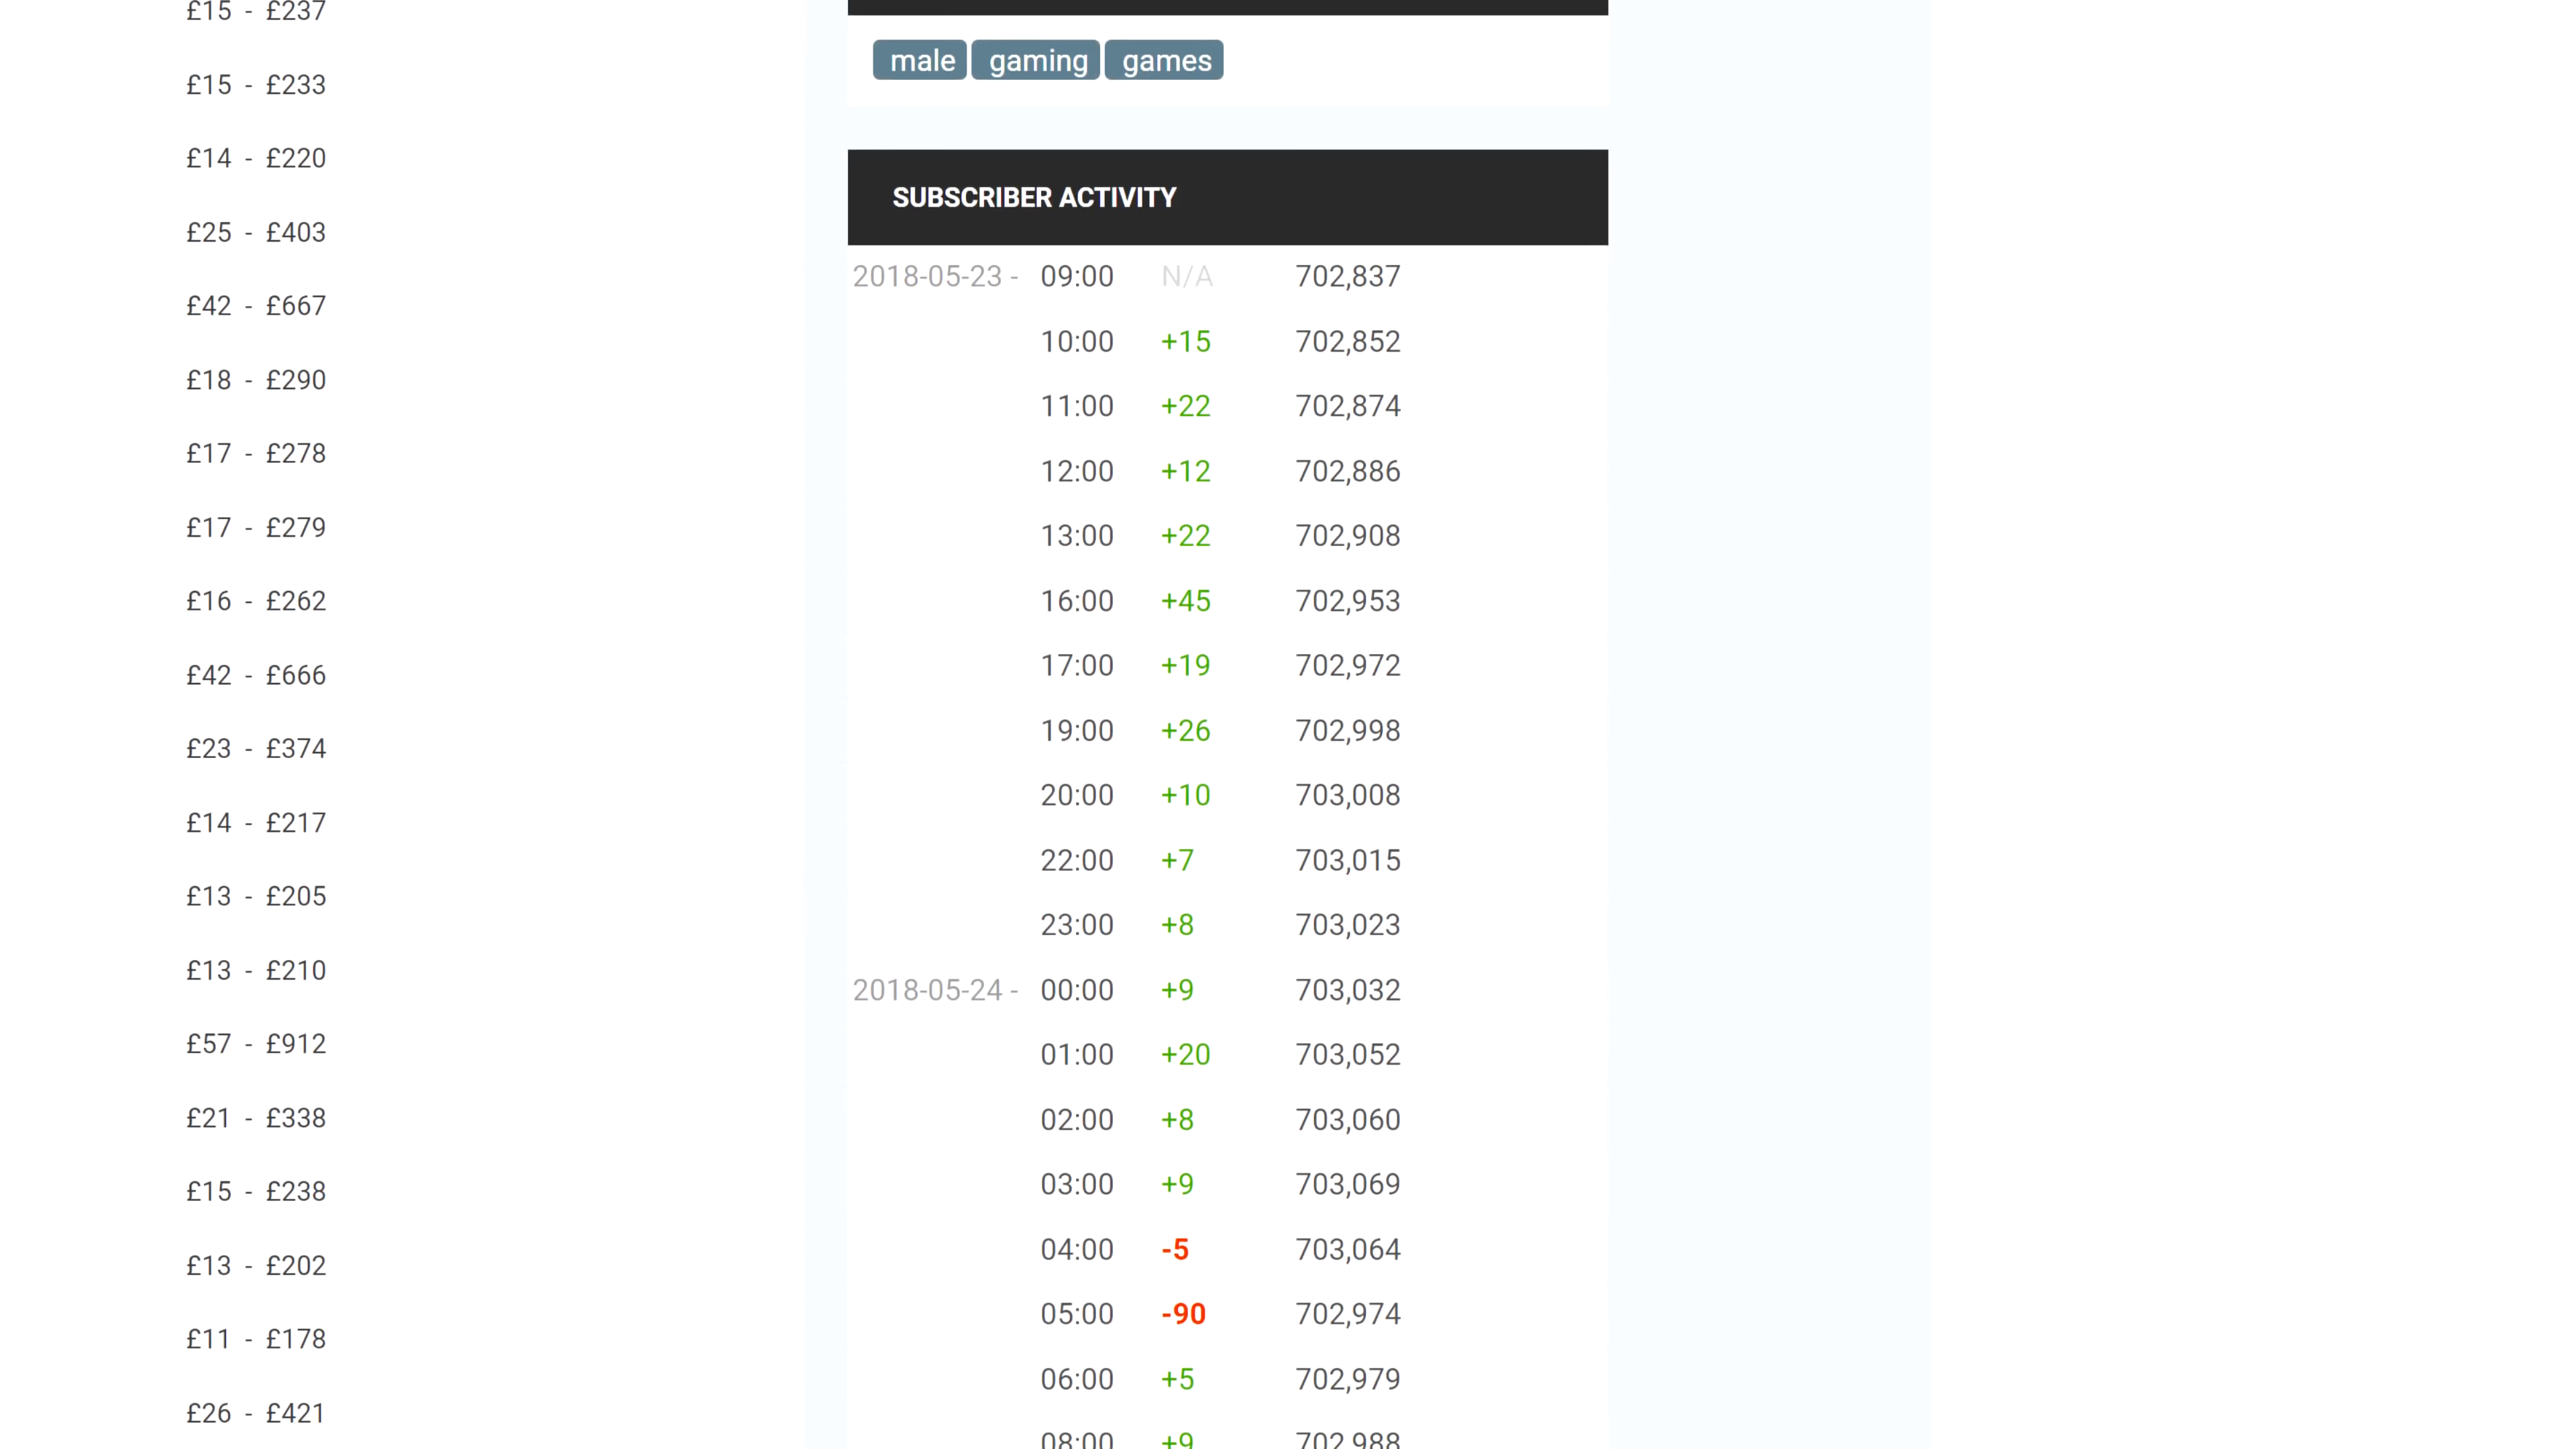 £15 - £237
£15 - £233
£14 - £220
£25 - £403
£42 - £667
£18 - £290
£17 - £278
£17 - £279
£16 - £262
£42 - £666
£23 - £374
£14 - £217
£13 - £205
£13 - £210
£57 - £912
£21 - £338
£15 - £238
£13 - £202
£11 - £178
£26 - £421
male gaming games
SUBSCRIBER ACTIVITY
2018-05-23 - 09:00 N/A 702,837
10:00 +15 702,852
11:00 +22 702,874
12:00 +12 702,886
13:00 +22 702,908
16:00 +45 702,953
17:00 +19 702,972
19:00 +26 702,998
20:00 +10 703,008
22:00 +7 703,015
23:00 +8 703,023
2018-05-24 - 00:00 +9 703,032
01:00 +20 703,052
02:00 +8 703,060
03:00 +9 703,069
04:00 -5 703,064
05:00 -90 702,974
06:00 +5 702,979
08:00 +9 702,988